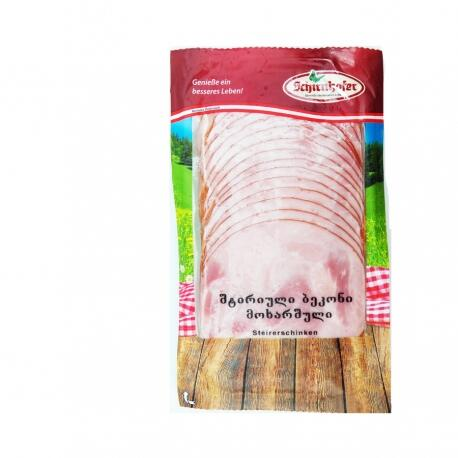 Genieße ein
besseres Leben!
Schirnhofer
შტირიული ბეკონი
მოხარშული
Steirerschinken